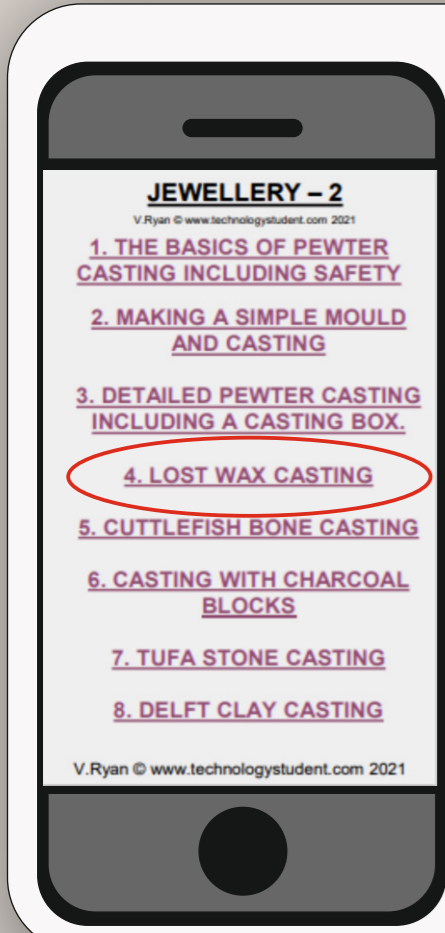 JEWELLERY – 2
V.Ryan © www.technologystudent.com 2021
1. THE BASICS OF PEWTER
CASTING INCLUDING SAFETY
2. MAKING A SIMPLE MOULD
AND CASTING
3. DETAILED PEWTER CASTING
INCLUDING A CASTING BOX.
4. LOST WAX CASTING
5. CUTTLEFISH BONE CASTING
6. CASTING WITH CHARCOAL
BLOCKS
7. TUFA STONE CASTING
8. DELFT CLAY CASTING
V.Ryan © www.technologystudent.com 2021